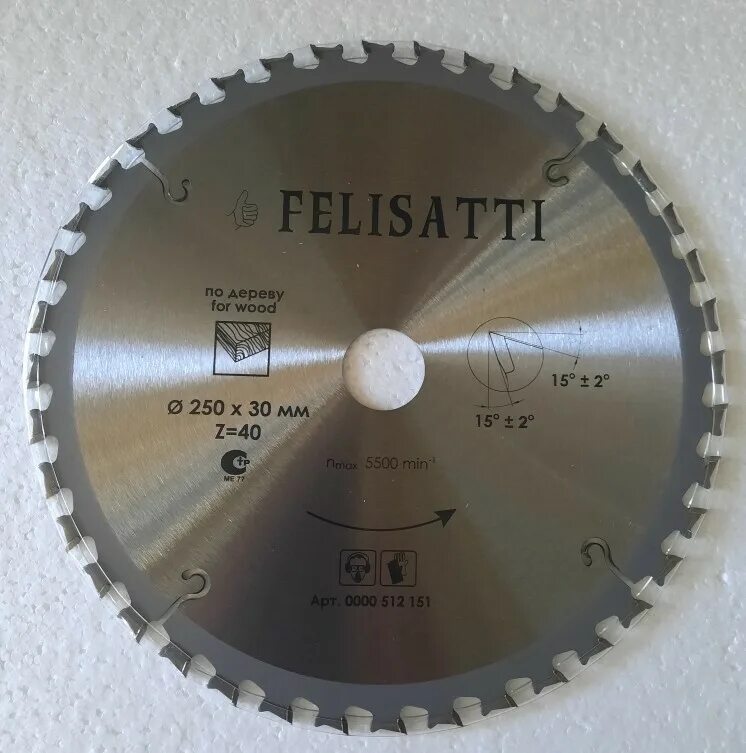 FELISATTI
по дереву
for wood
Ø 250 x 30 мм
Z=40
ME 77
15° ± 2°
15° ± 2°
nmax 5500 min⁻¹
Арт. 0000 512 151